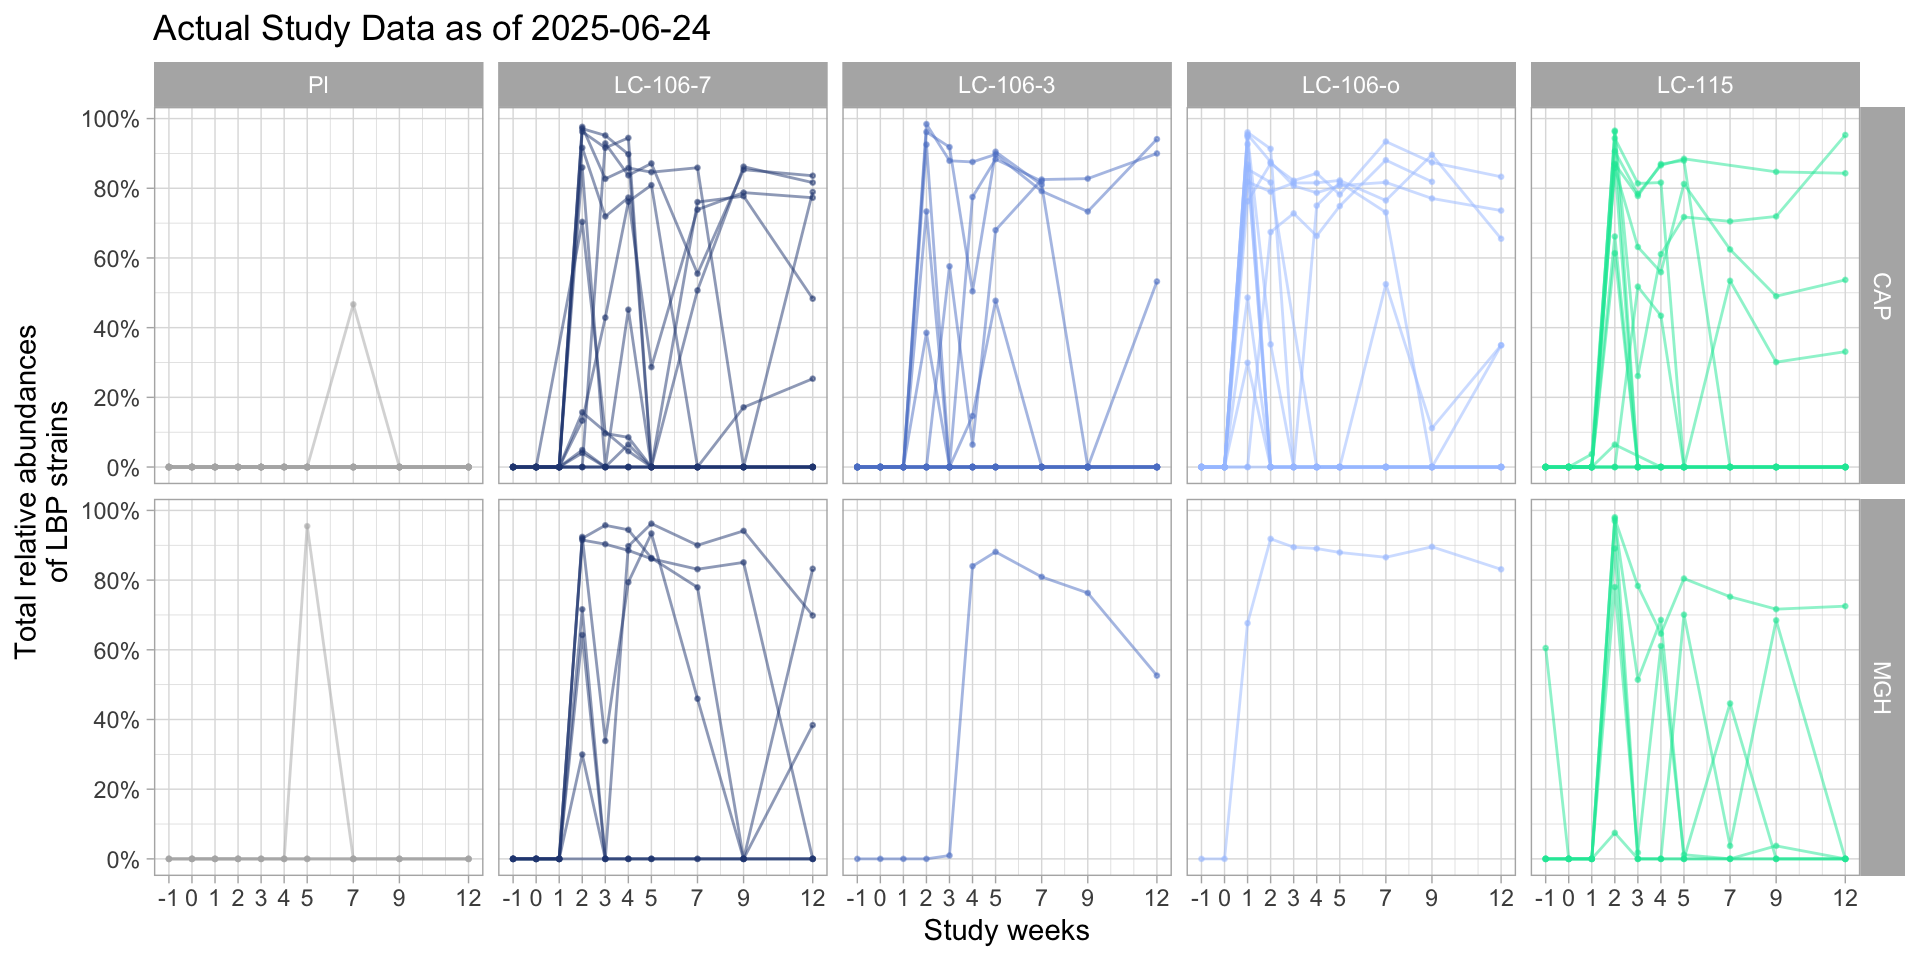 Actual Study Data as of 2025-06-24
Pl LC-106-7 LC-106-3 LC-106-o LC-115
100%
80%
60%
40%
20%
0%
CAP
100%
80%
60%
40%
20%
0%
MGH
Total relative abundances
of LBP strains
-1 0 1 2 3 4 5 7 9 12 -1 0 1 2 3 4 5 7 9 12 -1 0 1 2 3 4 5 7 9 12 -1 0 1 2 3 4 5 7 9 12 -1 0 1 2 3 4 5 7 9 12
Study weeks